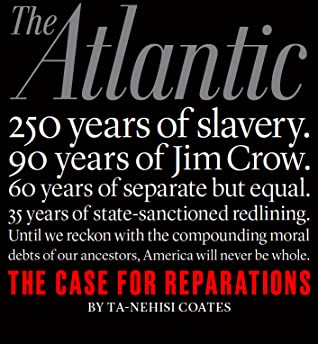 The
Atlantic
250 years of slavery.
90 years of Jim Crow.
60 years of separate but equal.
35 years of state-sanctioned redlining.
Until we reckon with the compounding moral
debts of our ancestors, America will never be whole.
THE CASE FOR REPARATIONS
BY TA-NEHISI COATES